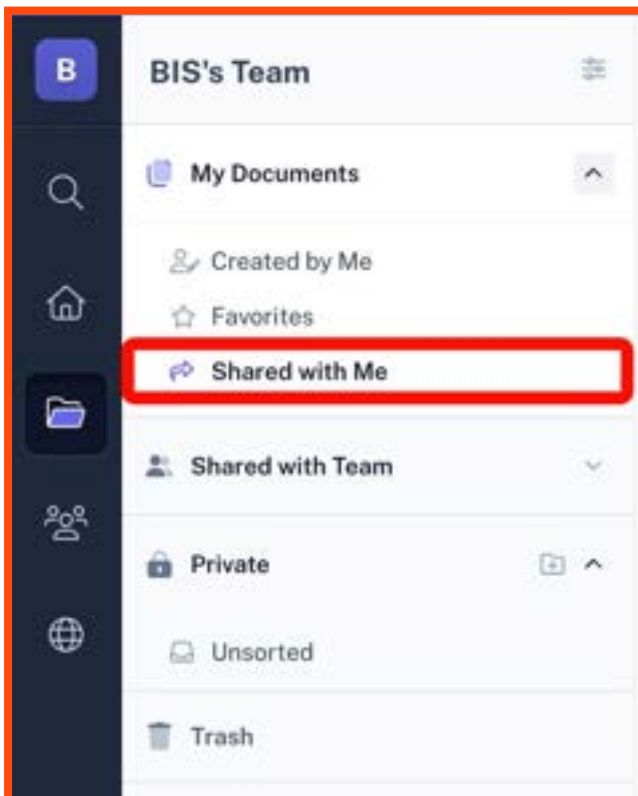 B
BIS's Team
My Documents
Created by Me
Favorites
Shared with Me
Shared with Team
Private
Unsorted
Trash